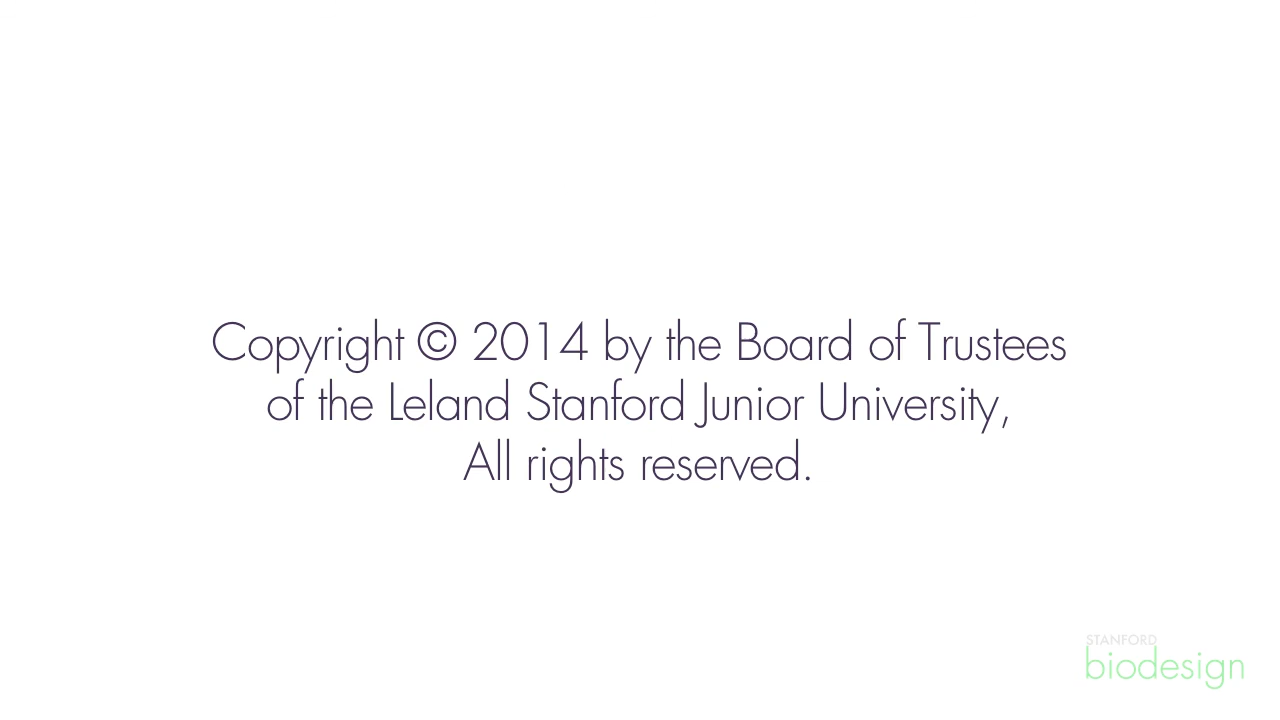 Copyright © 2014 by the Board of Trustees
of the Leland Stanford Junior University,
All rights reserved.
STANFORD
biodesign